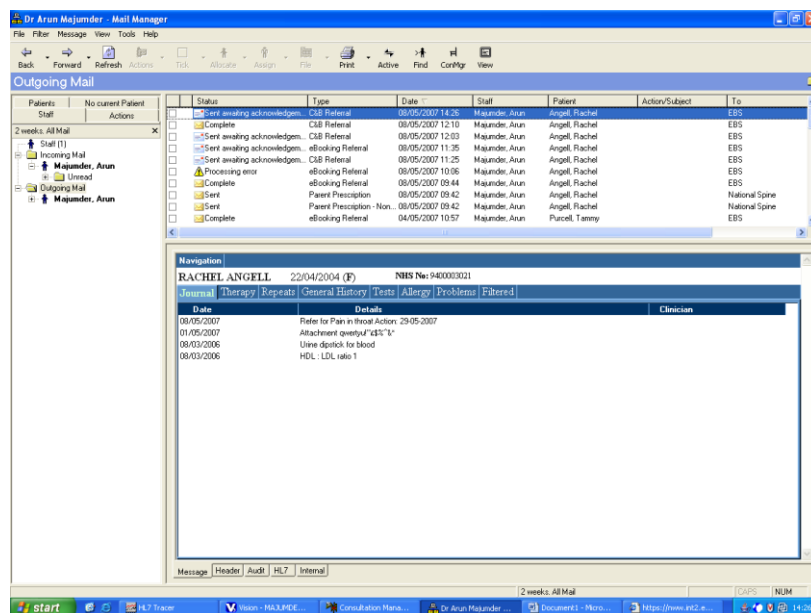 Dr Arun Majumder - Mail Manager
File Filter Message View Tools Help
Back Forward Refresh Actions Tick Allocate Assign File Print Active Find ConMgr View
Outgoing Mail
Patients No current Patient
Staff Actions
2 weeks. All Mail X
Staff (1)
Incoming Mail
Majumder, Arun
Unread
Outgoing Mail
Majumder, Arun
Status Type Date Staff Patient Action/Subject To
Sent awaiting acknowledgem... C&B Referral 08/05/2007 14:26 Majumder, Arun Angell, Rachel EBS
Complete C&B Referral 08/05/2007 12:10 Majumder, Arun Angell, Rachel EBS
Sent awaiting acknowledgem... C&B Referral 08/05/2007 12:03 Majumder, Arun Angell, Rachel EBS
Sent awaiting acknowledgem... eBooking Referral 08/05/2007 11:35 Majumder, Arun Angell, Rachel EBS
Sent awaiting acknowledgem... C&B Referral 08/05/2007 11:25 Majumder, Arun Angell, Rachel EBS
Processing error eBooking Referral 08/05/2007 10:06 Majumder, Arun Angell, Rachel EBS
Complete eBooking Referral 08/05/2007 09:44 Majumder, Arun Angell, Rachel EBS
Sent Parent Prescription 08/05/2007 09:42 Majumder, Arun Angell, Rachel National Spine
Sent Parent Prescription - Non... 08/05/2007 09:42 Majumder, Arun Angell, Rachel National Spine
Complete eBooking Referral 04/05/2007 10:57 Majumder, Arun Purcell, Tammy EBS
Navigation
RACHEL ANGELL 22/04/2004 (F) NHS No: 9400003021
Journal Therapy Repeats General History Tests Allergy Problems Filtered
Date Details Clinician
08/05/2007 Refer for Pain in throat Action: 29-05-2007
01/05/2007 Attachment qwertyu!"£$%^&*
08/03/2006 Urine dipstick for blood
08/03/2006 HDL : LDL ratio 1
Message Header Audit HL7 Internal
2 weeks. All Mail CAPS NUM
start HL7 Tracer Vision - MAJUMDE... Consultation Mana... Dr Arun Majumder ... Document1 - Micro... https://nww.int2.e... 14:26